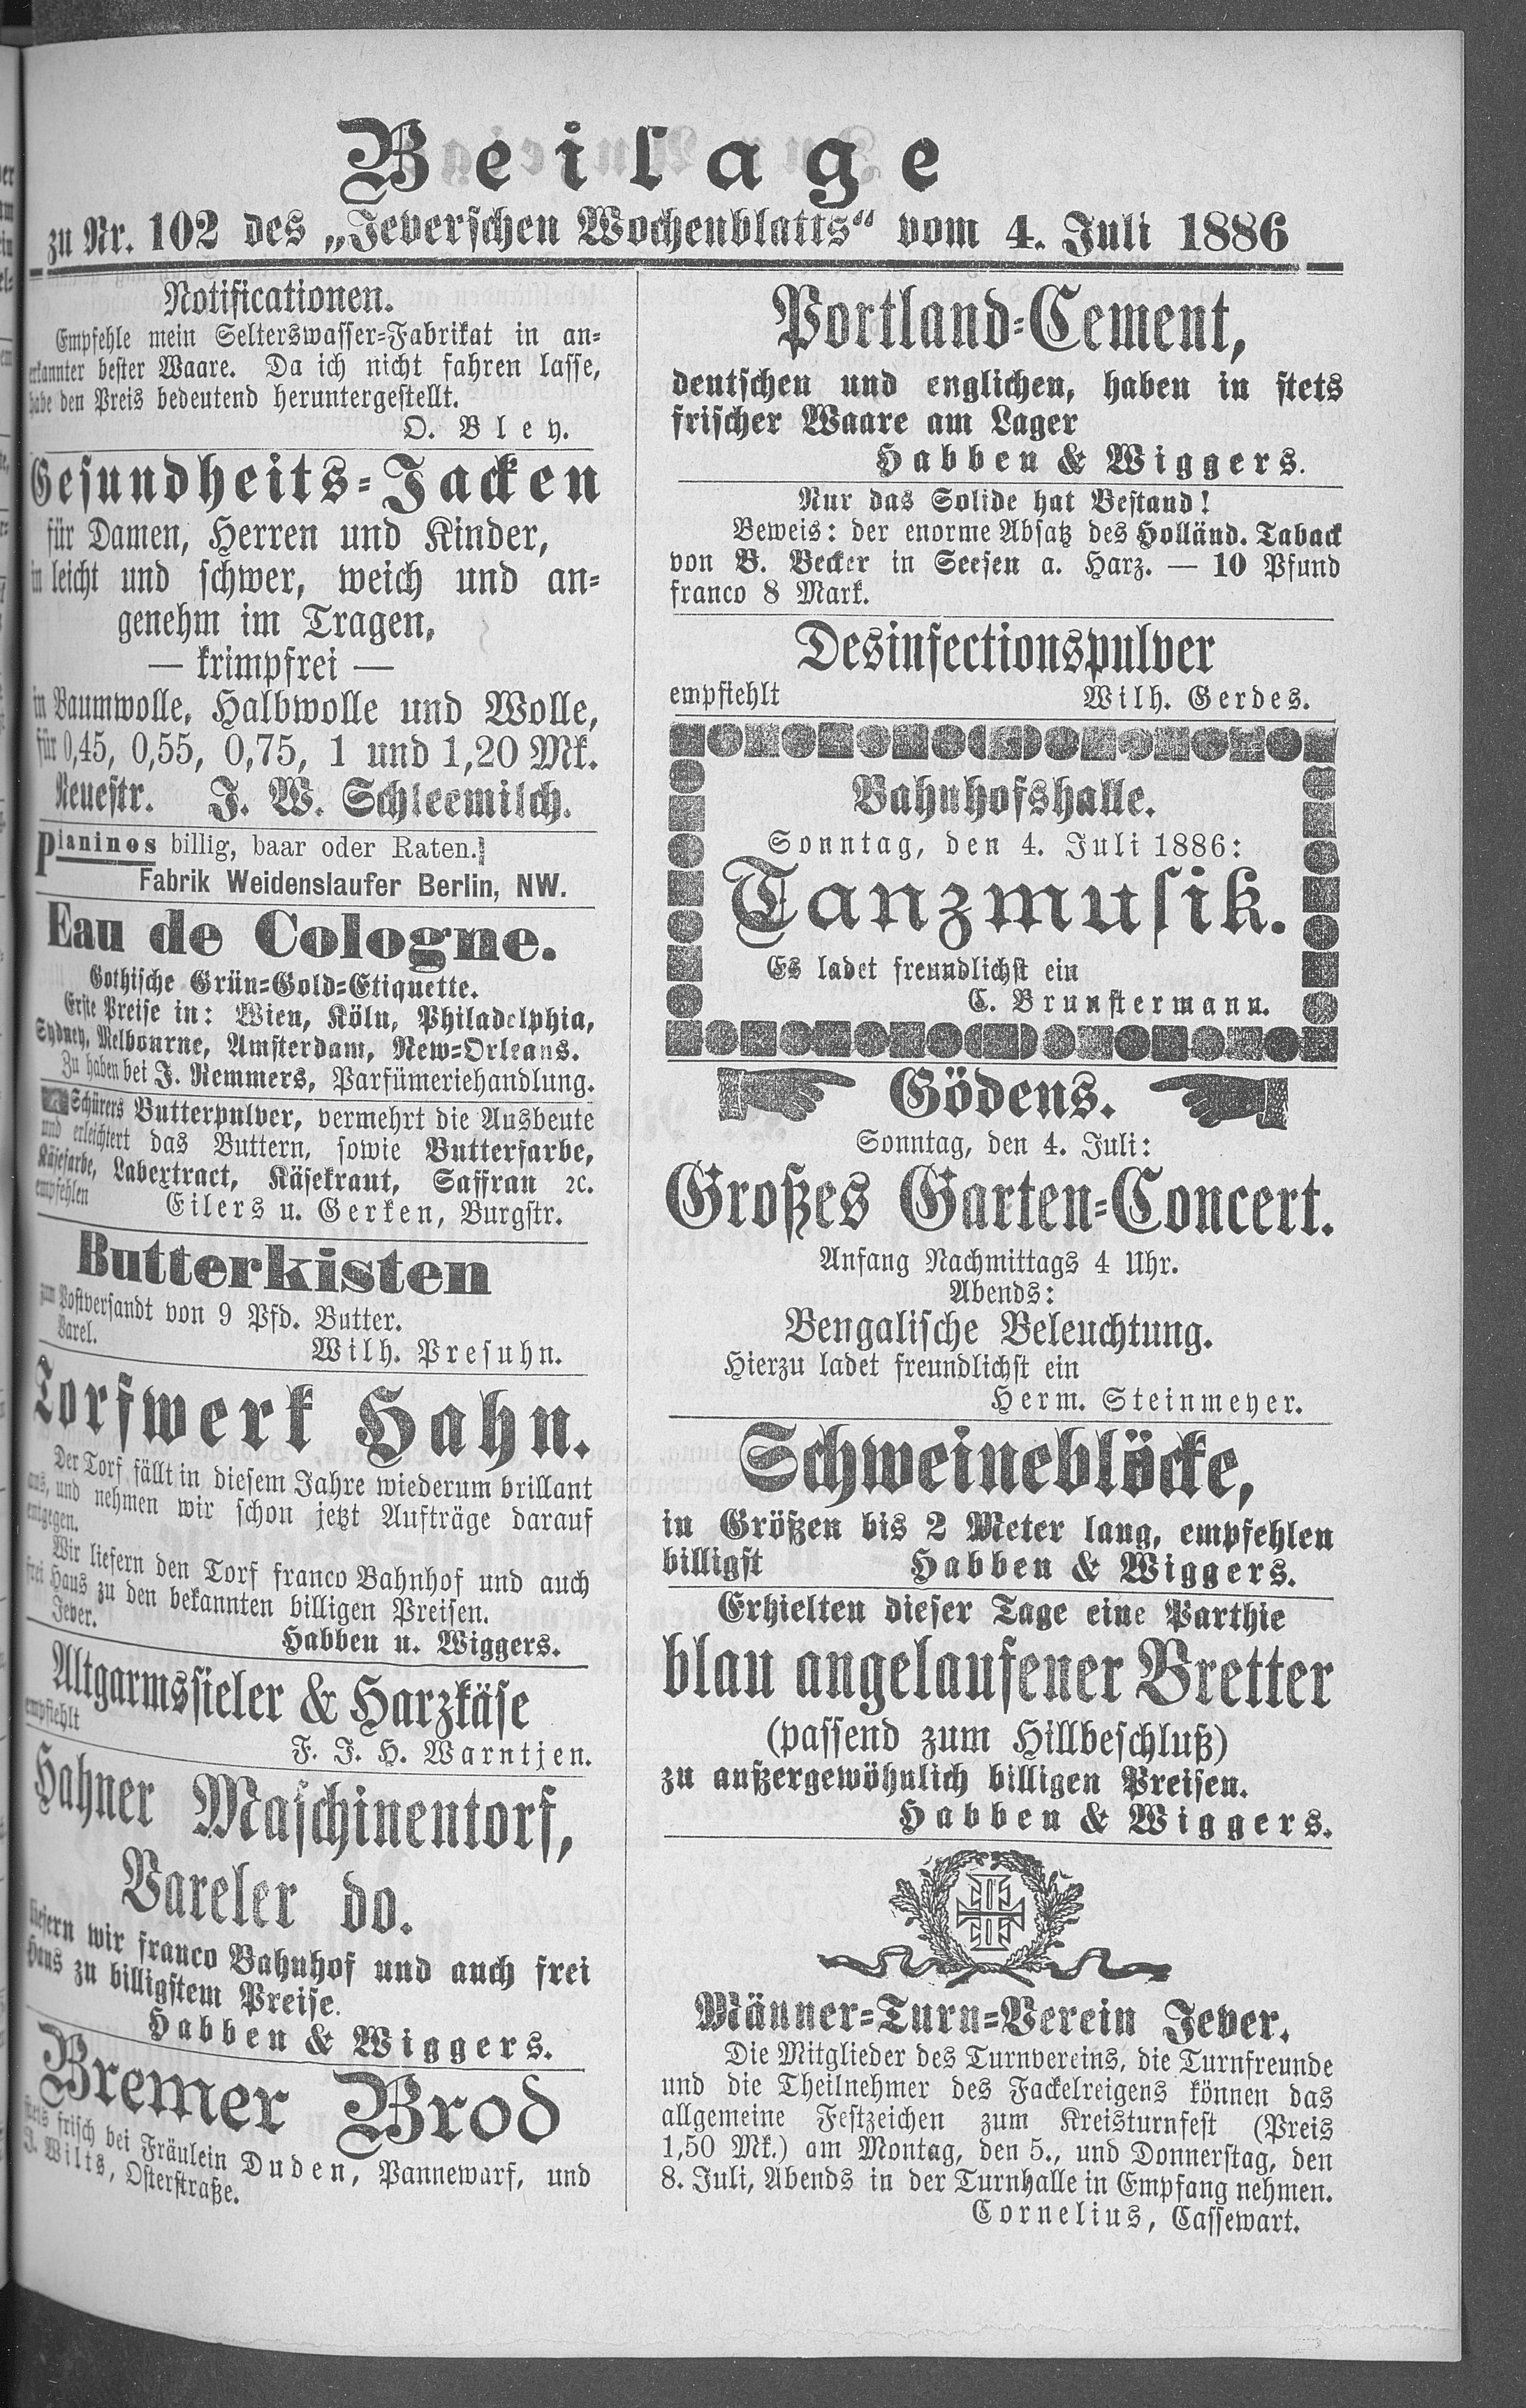 Beilage
zu Nr. 102 des „Jeverschen Wochenblatts“ vom 4. Juli 1886
Notificationen.
Empfehle mein Selterswasser-Fabrikat in an-
erkannter bester Waare. Da ich nicht fahren lasse,
habe den Preis bedeutend heruntergestellt.
O. Bley.
Gesundheits-Jacken
für Damen, Herren und Kinder,
in leicht und schwer, weich und an-
genehm im Tragen,
— krimpfrei —
in Baumwolle, Halbwolle und Wolle,
für 0,45, 0,55, 0,75, 1 und 1,20 Mk.
Neuestr. J. W. Schleemilch.
Pianinos billig, baar oder Raten.
Fabrik Weidenslaufer Berlin, NW.
Eau de Cologne.
Gothische Grün-Gold-Etiquette.
Erste Preise in: Wien, Köln, Philadelphia,
Sydney, Melbourne, Amsterdam, New-Orleans.
Zu haben bei J. Remmers, Parfümeriehandlung.
Schürers Butterpulver, vermehrt die Ausbeute
und erleichtert das Buttern, sowie Butterfarbe,
Käsefarbe, Labextract, Käsekraut, Saffran ꝛc.
empfehlen Eilers u. Gerken, Burgstr.
Butterkisten
zum Postversandt von 9 Pfd. Butter.
Varel. Wilh. Presuhn.
Torfwerk Hahn.
Der Torf fällt in diesem Jahre wiederum brillant
aus, und nehmen wir schon jetzt Aufträge darauf
entgegen.
Wir liefern den Torf franco Bahnhof und auch
frei Haus zu den bekannten billigen Preisen.
Jever. Habben u. Wiggers.
Altgarmssieler & Harzkäse
empfiehlt F. J. H. Warntjen.
Hahner Maschinentorf,
Vareler do.
liefern wir franco Bahnhof und auch frei
Haus zu billigstem Preise.
Habben & Wiggers.
Bremer Brod
stets frisch bei Fräulein Duden, Pannewarf, und
J. Wilts, Osterstraße.
Portland-Cement,
deutschen und englichen, haben in stets
frischer Waare am Lager
Habben & Wiggers.
Nur das Solide hat Bestand!
Beweis: der enorme Absatz des Holländ. Taback
von B. Becker in Seesen a. Harz. — 10 Pfund
franco 8 Mark.
Desinfectionspulver
empfiehlt Wilh. Gerdes.
Bahnhofshalle.
Sonntag, den 4. Juli 1886:
Tanzmusik.
Es ladet freundlichst ein
C. Brunstermann.
Gödens.
Sonntag, den 4. Juli:
Großes Garten-Concert.
Anfang Nachmittags 4 Uhr.
Abends:
Bengalische Beleuchtung.
Hierzu ladet freundlichst ein
Herm. Steinmeyer.
Schweineblöcke,
in Größen bis 2 Meter lang, empfehlen
billigst Habben & Wiggers.
Erhielten dieser Tage eine Parthie
blau angelaufener Bretter
(passend zum Hillbeschluß)
zu außergewöhnlich billigen Preisen.
Habben & Wiggers.
Männer-Turn-Verein Jever.
Die Mitglieder des Turnvereins, die Turnfreunde
und die Theilnehmer des Fackelreigens können das
allgemeine Festzeichen zum Kreisturnfest (Preis
1,50 Mk.) am Montag, den 5., und Donnerstag, den
8. Juli, Abends in der Turnhalle in Empfang nehmen.
Cornelius, Cassewart.